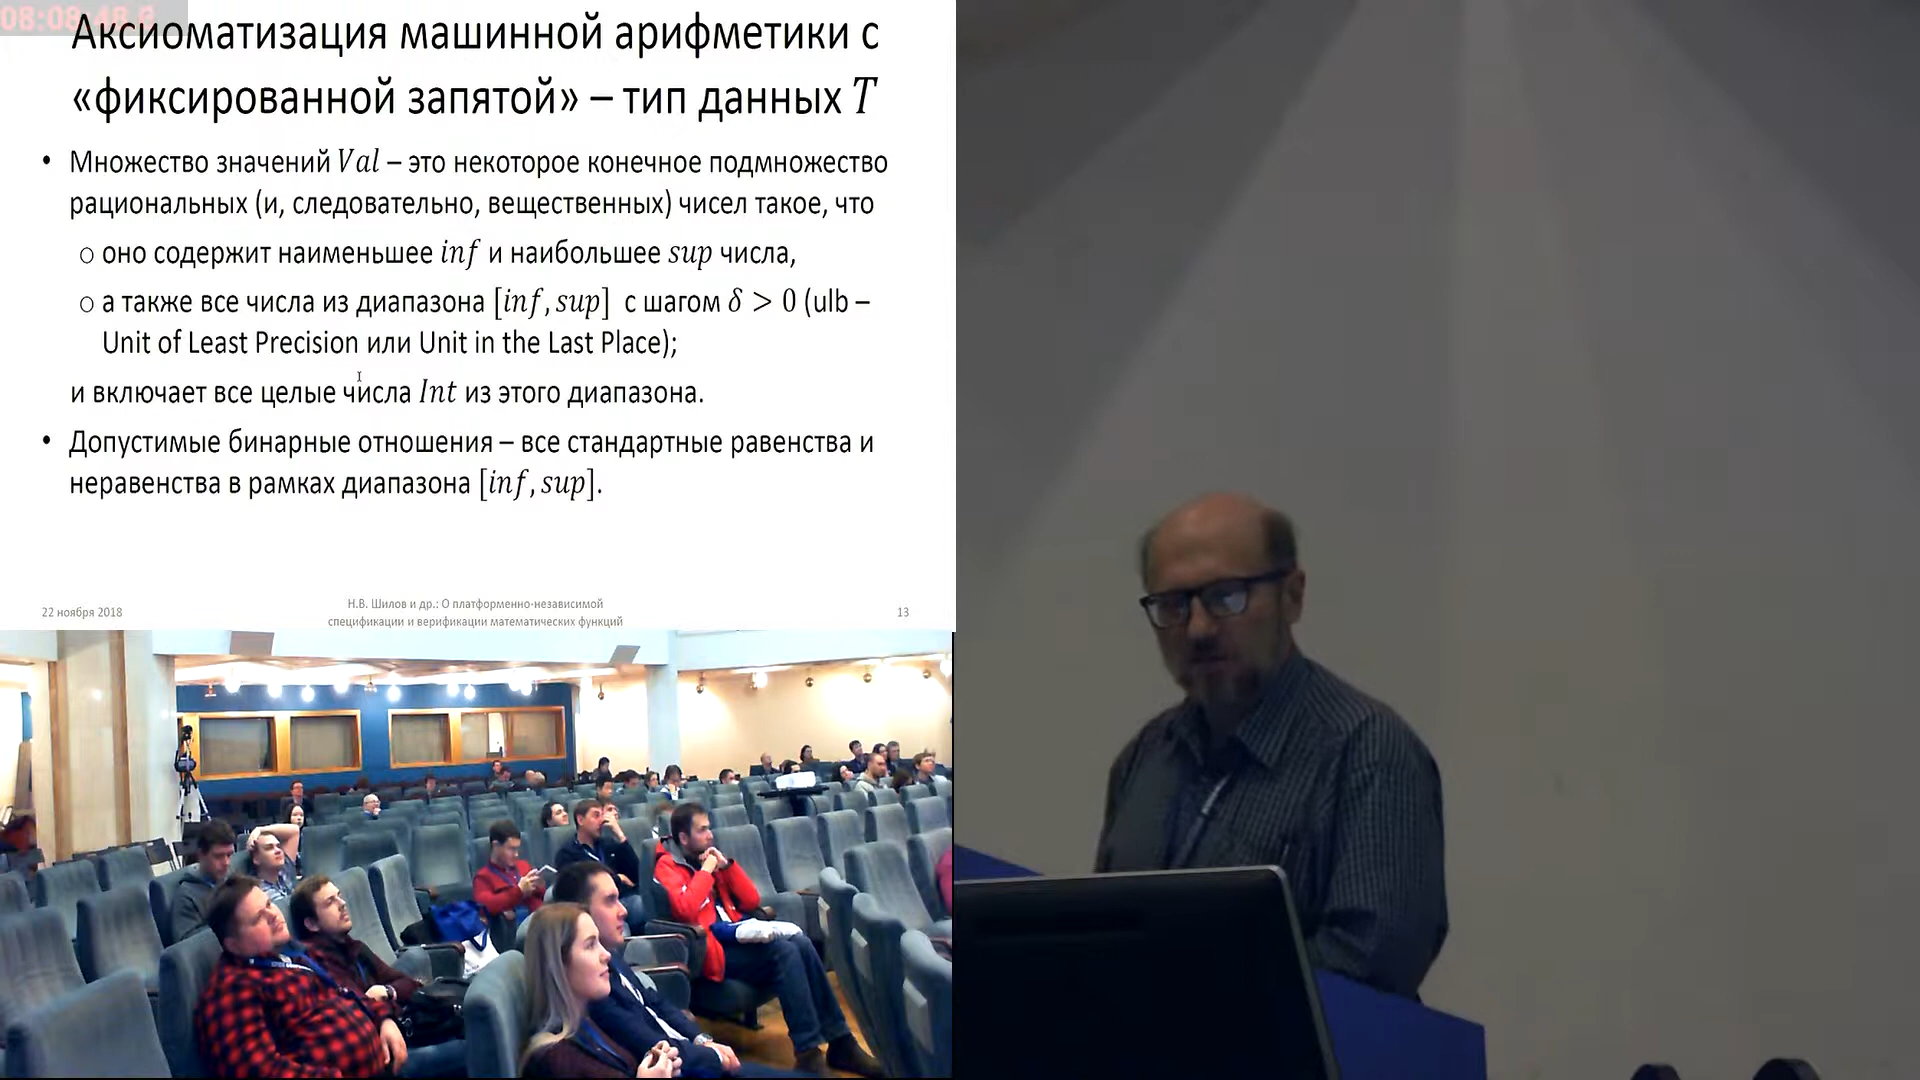 Аксиоматизация машинной арифметики с
«фиксированной запятой» – тип данных T
• Множество значений Val – это некоторое конечное подмножество
рациональных (и, следовательно, вещественных) чисел такое, что
o оно содержит наименьшее inf и наибольшее sup числа,
o а также все числа из диапазона [inf, sup] с шагом δ > 0 (ulb –
Unit of Least Precision или Unit in the Last Place);
и включает все целые числа Int из этого диапазона.
• Допустимые бинарные отношения – все стандартные равенства и
неравенства в рамках диапазона [inf, sup].
22 ноября 2018
Н.В. Шилов и др.: О платформенно-независимой
спецификации и верификации математических функций
13